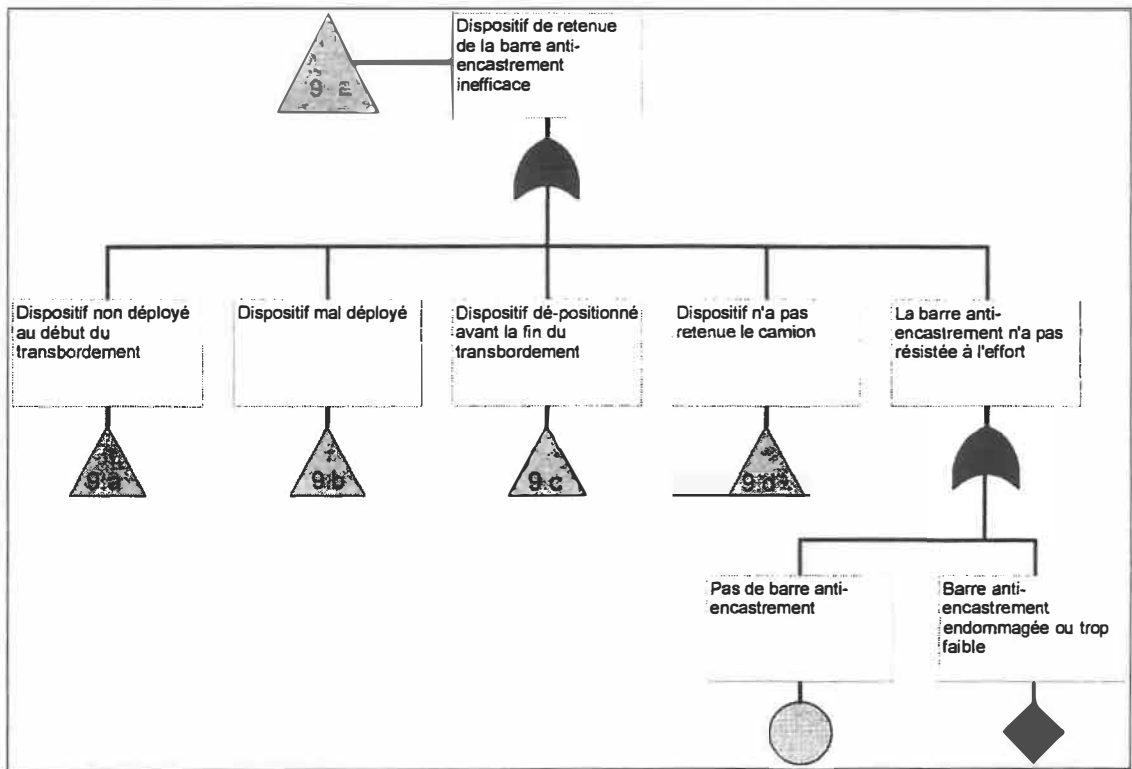 Dispositif de retenue
de la barre anti-
encastrement
inefficace
9
Dispositif non déployé
au début du
transbordement
Dispositif mal déployé
Dispositif dé-positionné
avant la fin du
transbordement
Dispositif n'a pas
retenue le camion
La barre anti-
encastrement n'a pas
résistée à l'effort
9 a
9 b
9 c
9 d
Pas de barre anti-
encastrement
Barre anti-
encastrement
endommagée ou trop
faible